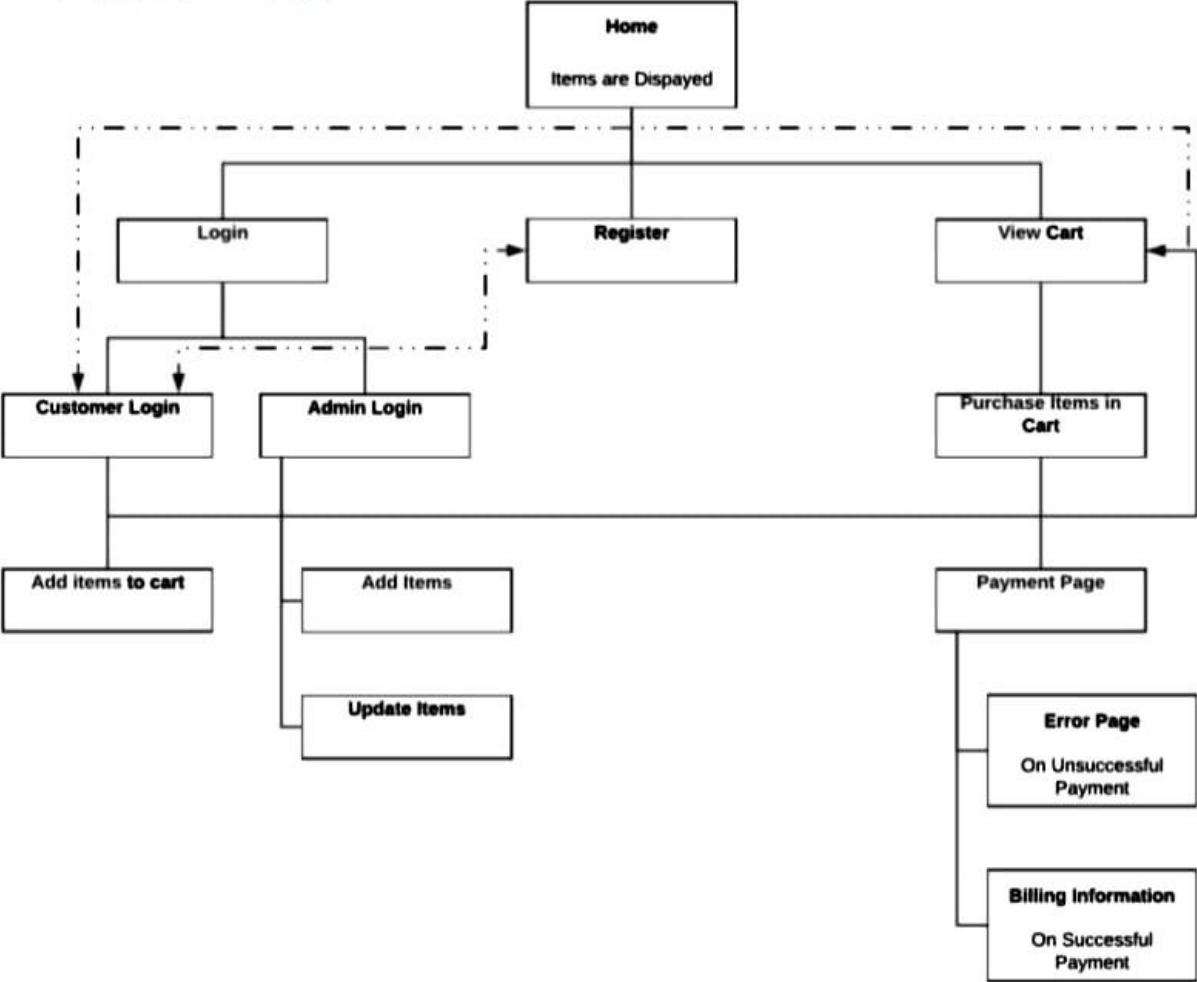 Home
Items are Dispayed
Login
Register
View Cart
Customer Login
Admin Login
Purchase Items in
Cart
Add items to cart
Add Items
Payment Page
Update Items
Error Page
On Unsuccessful
Payment
Billing Information
On Successful
Payment